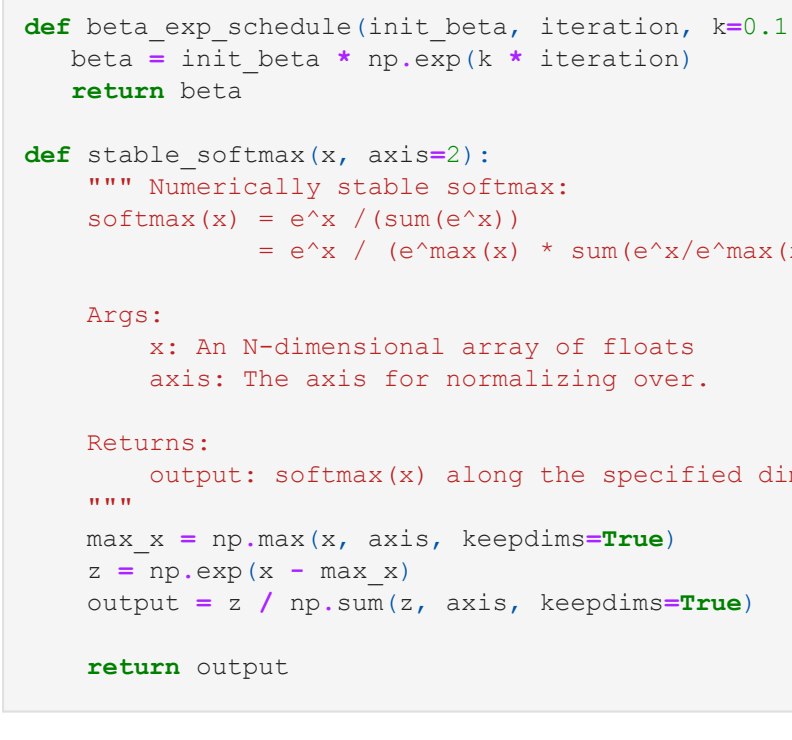 def beta_exp_schedule(init_beta, iteration, k=0.1
   beta = init_beta * np.exp(k * iteration)
   return beta

def stable_softmax(x, axis=2):
    """ Numerically stable softmax:
    softmax(x) = e^x /(sum(e^x))
               = e^x / (e^max(x) * sum(e^x/e^max(

    Args:
        x: An N-dimensional array of floats
        axis: The axis for normalizing over.

    Returns:
        output: softmax(x) along the specified
    """
    max_x = np.max(x, axis, keepdims=True)
    z = np.exp(x - max_x)
    output = z / np.sum(z, axis, keepdims=True)

    return output